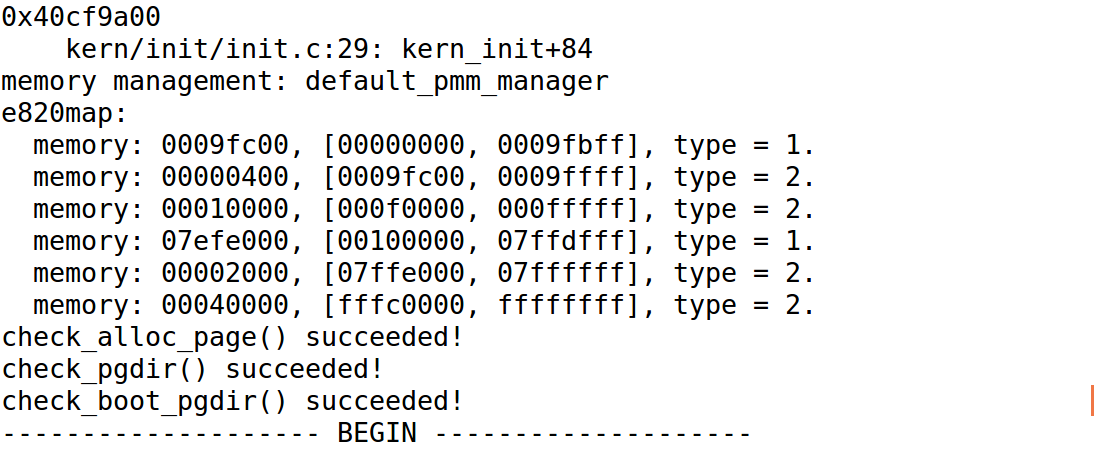 0x40cf9a00
    kern/init/init.c:29: kern_init+84
memory management: default_pmm_manager
e820map:
  memory: 0009fc00, [00000000, 0009fbff], type = 1.
  memory: 00000400, [0009fc00, 0009ffff], type = 2.
  memory: 00010000, [000f0000, 000fffff], type = 2.
  memory: 07efe000, [00100000, 07ffdfff], type = 1.
  memory: 00002000, [07ffe000, 07ffffff], type = 2.
  memory: 00040000, [fffc0000, ffffffff], type = 2.
check_alloc_page() succeeded!
check_pgdir() succeeded!
check_boot_pgdir() succeeded!
-------------------- BEGIN --------------------